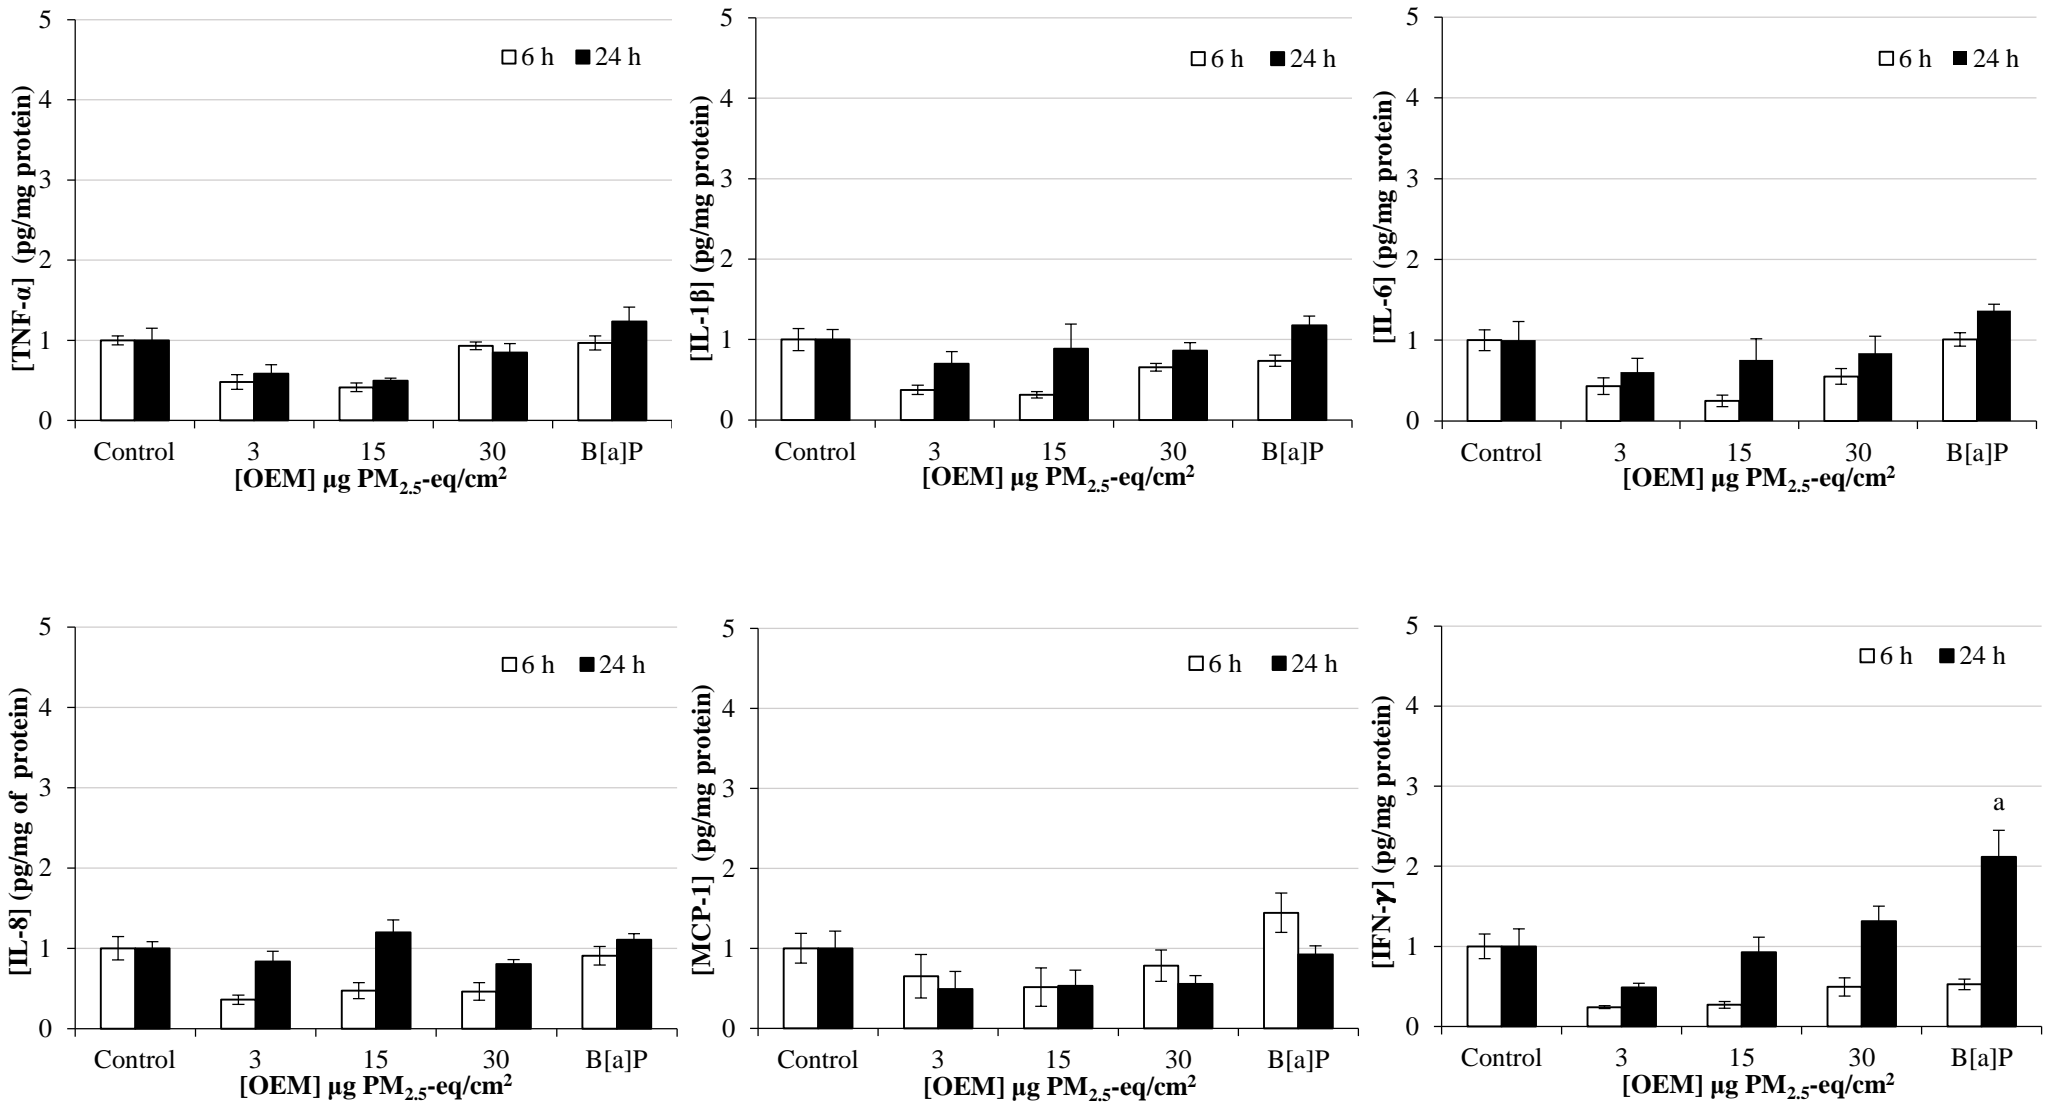 [TNF-α] (pg/mg protein)
5
4
3
2
1
0
6 h 24 h
Control 3 15 30 B[a]P
[OEM] µg PM2.5-eq/cm²
[IL-1β] (pg/mg protein)
5
4
3
2
1
0
6 h 24 h
Control 3 15 30 B[a]P
[OEM] µg PM2.5-eq/cm²
[IL-6] (pg/mg protein)
5
4
3
2
1
0
6 h 24 h
Control 3 15 30 B[a]P
[OEM] µg PM2.5-eq/cm²
[IL-8] (pg/mg of protein)
5
4
3
2
1
0
6 h 24 h
Control 3 15 30 B[a]P
[OEM] µg PM2.5-eq/cm²
[MCP-1] (pg/mg protein)
5
4
3
2
1
0
6 h 24 h
Control 3 15 30 B[a]P
[OEM] µg PM2.5-eq/cm²
[IFN-γ] (pg/mg protein)
5
4
3
2
1
0
6 h 24 h
a
Control 3 15 30 B[a]P
[OEM] µg PM2.5-eq/cm²